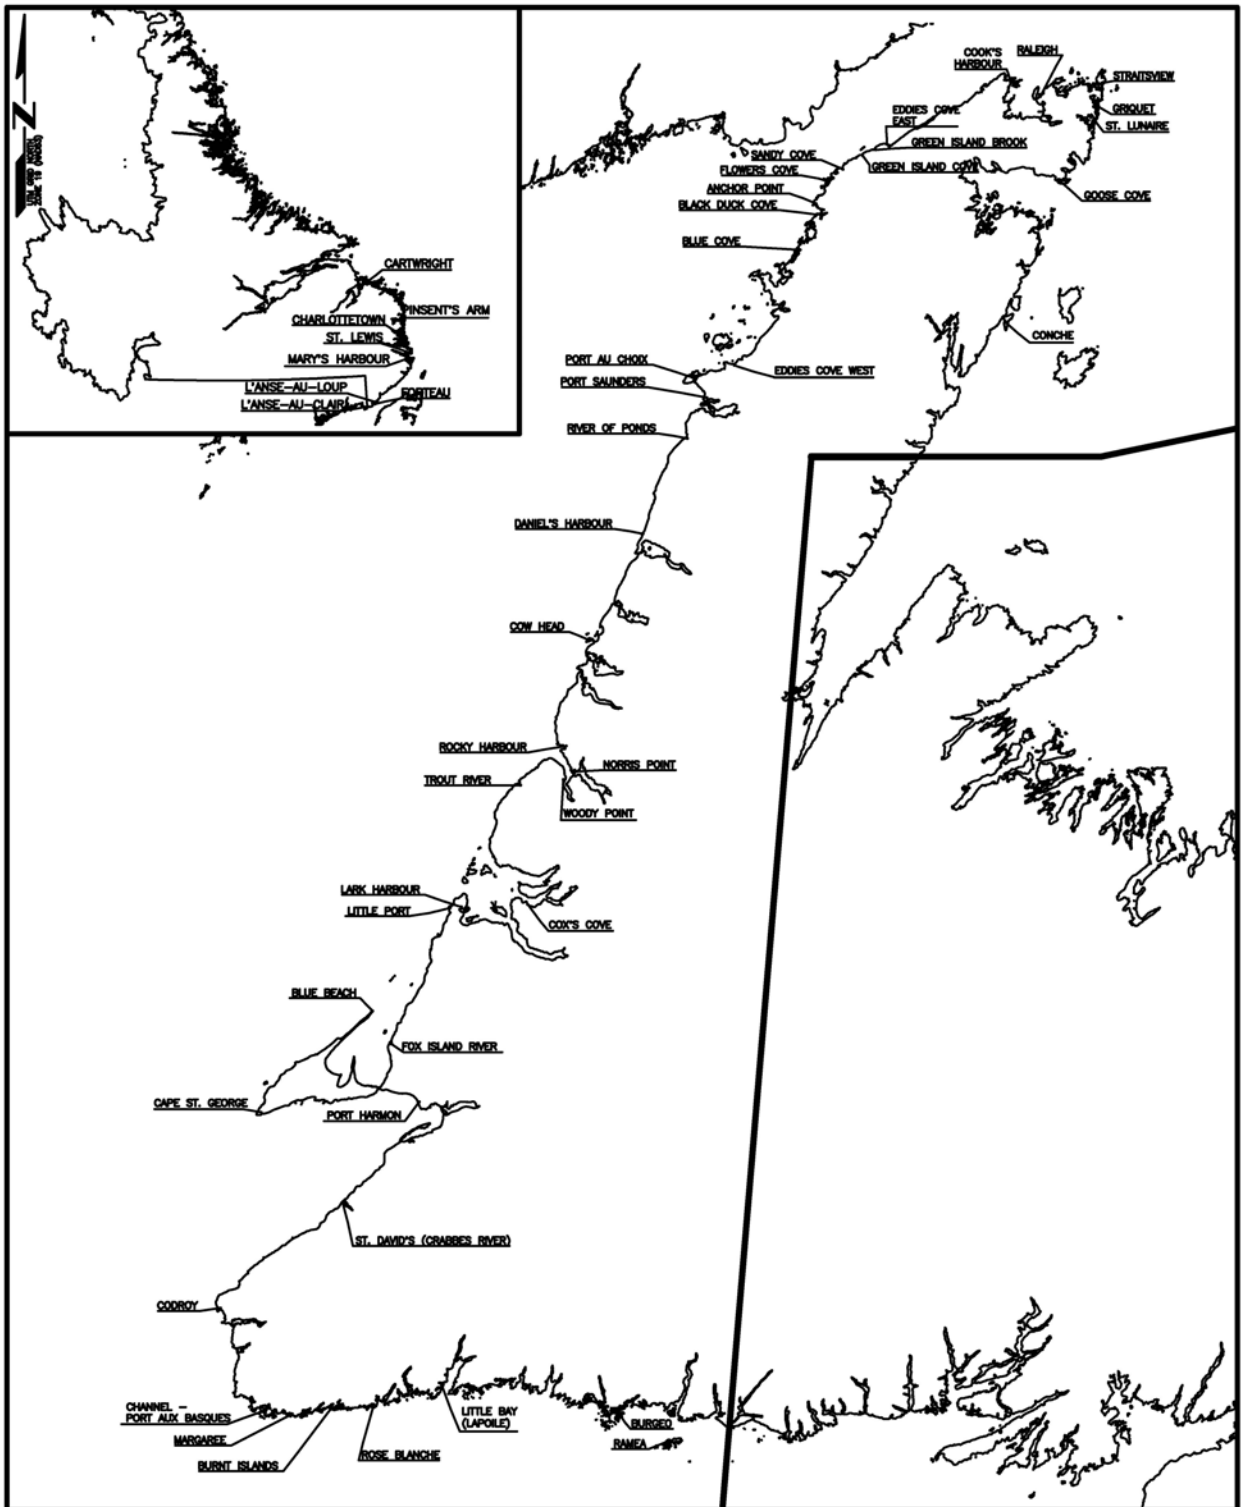 N
UTM GRID NORTH
COOK'S
HARBOUR
RALEIGH
STRAITSVIEW
GRIQUET
ST. LUNAIRE
EDDIES COVE
EAST
GREEN ISLAND BROOK
SANDY COVE
FLOWERS COVE
GREEN ISLAND COVE
ANCHOR POINT
GOOSE COVE
BLACK DUCK COVE
BLUE COVE
CARTWRIGHT
PINSENT'S ARM
CHARLOTTETOWN
ST. LEWIS
MARY'S HARBOUR
L'ANSE-AU-LOUP
FORTEAU
L'ANSE-AU-CLAIR
CONCHE
PORT AU CHOIX
EDDIES COVE WEST
PORT SAUNDERS
RIVER OF PONDS
DANIEL'S HARBOUR
COW HEAD
ROCKY HARBOUR
NORRIS POINT
TROUT RIVER
WOODY POINT
LARK HARBOUR
LITTLE PORT
COX'S COVE
BLUE BEACH
FOX ISLAND RIVER
CAPE ST. GEORGE
PORT HARMON
ST. DAVID'S (CRABBES RIVER)
CODROY
CHANNEL -
PORT AUX BASQUES
MARGAREE
BURNT ISLANDS
ROSE BLANCHE
LITTLE BAY
(LAPOILE)
BURGEO
RAMEA